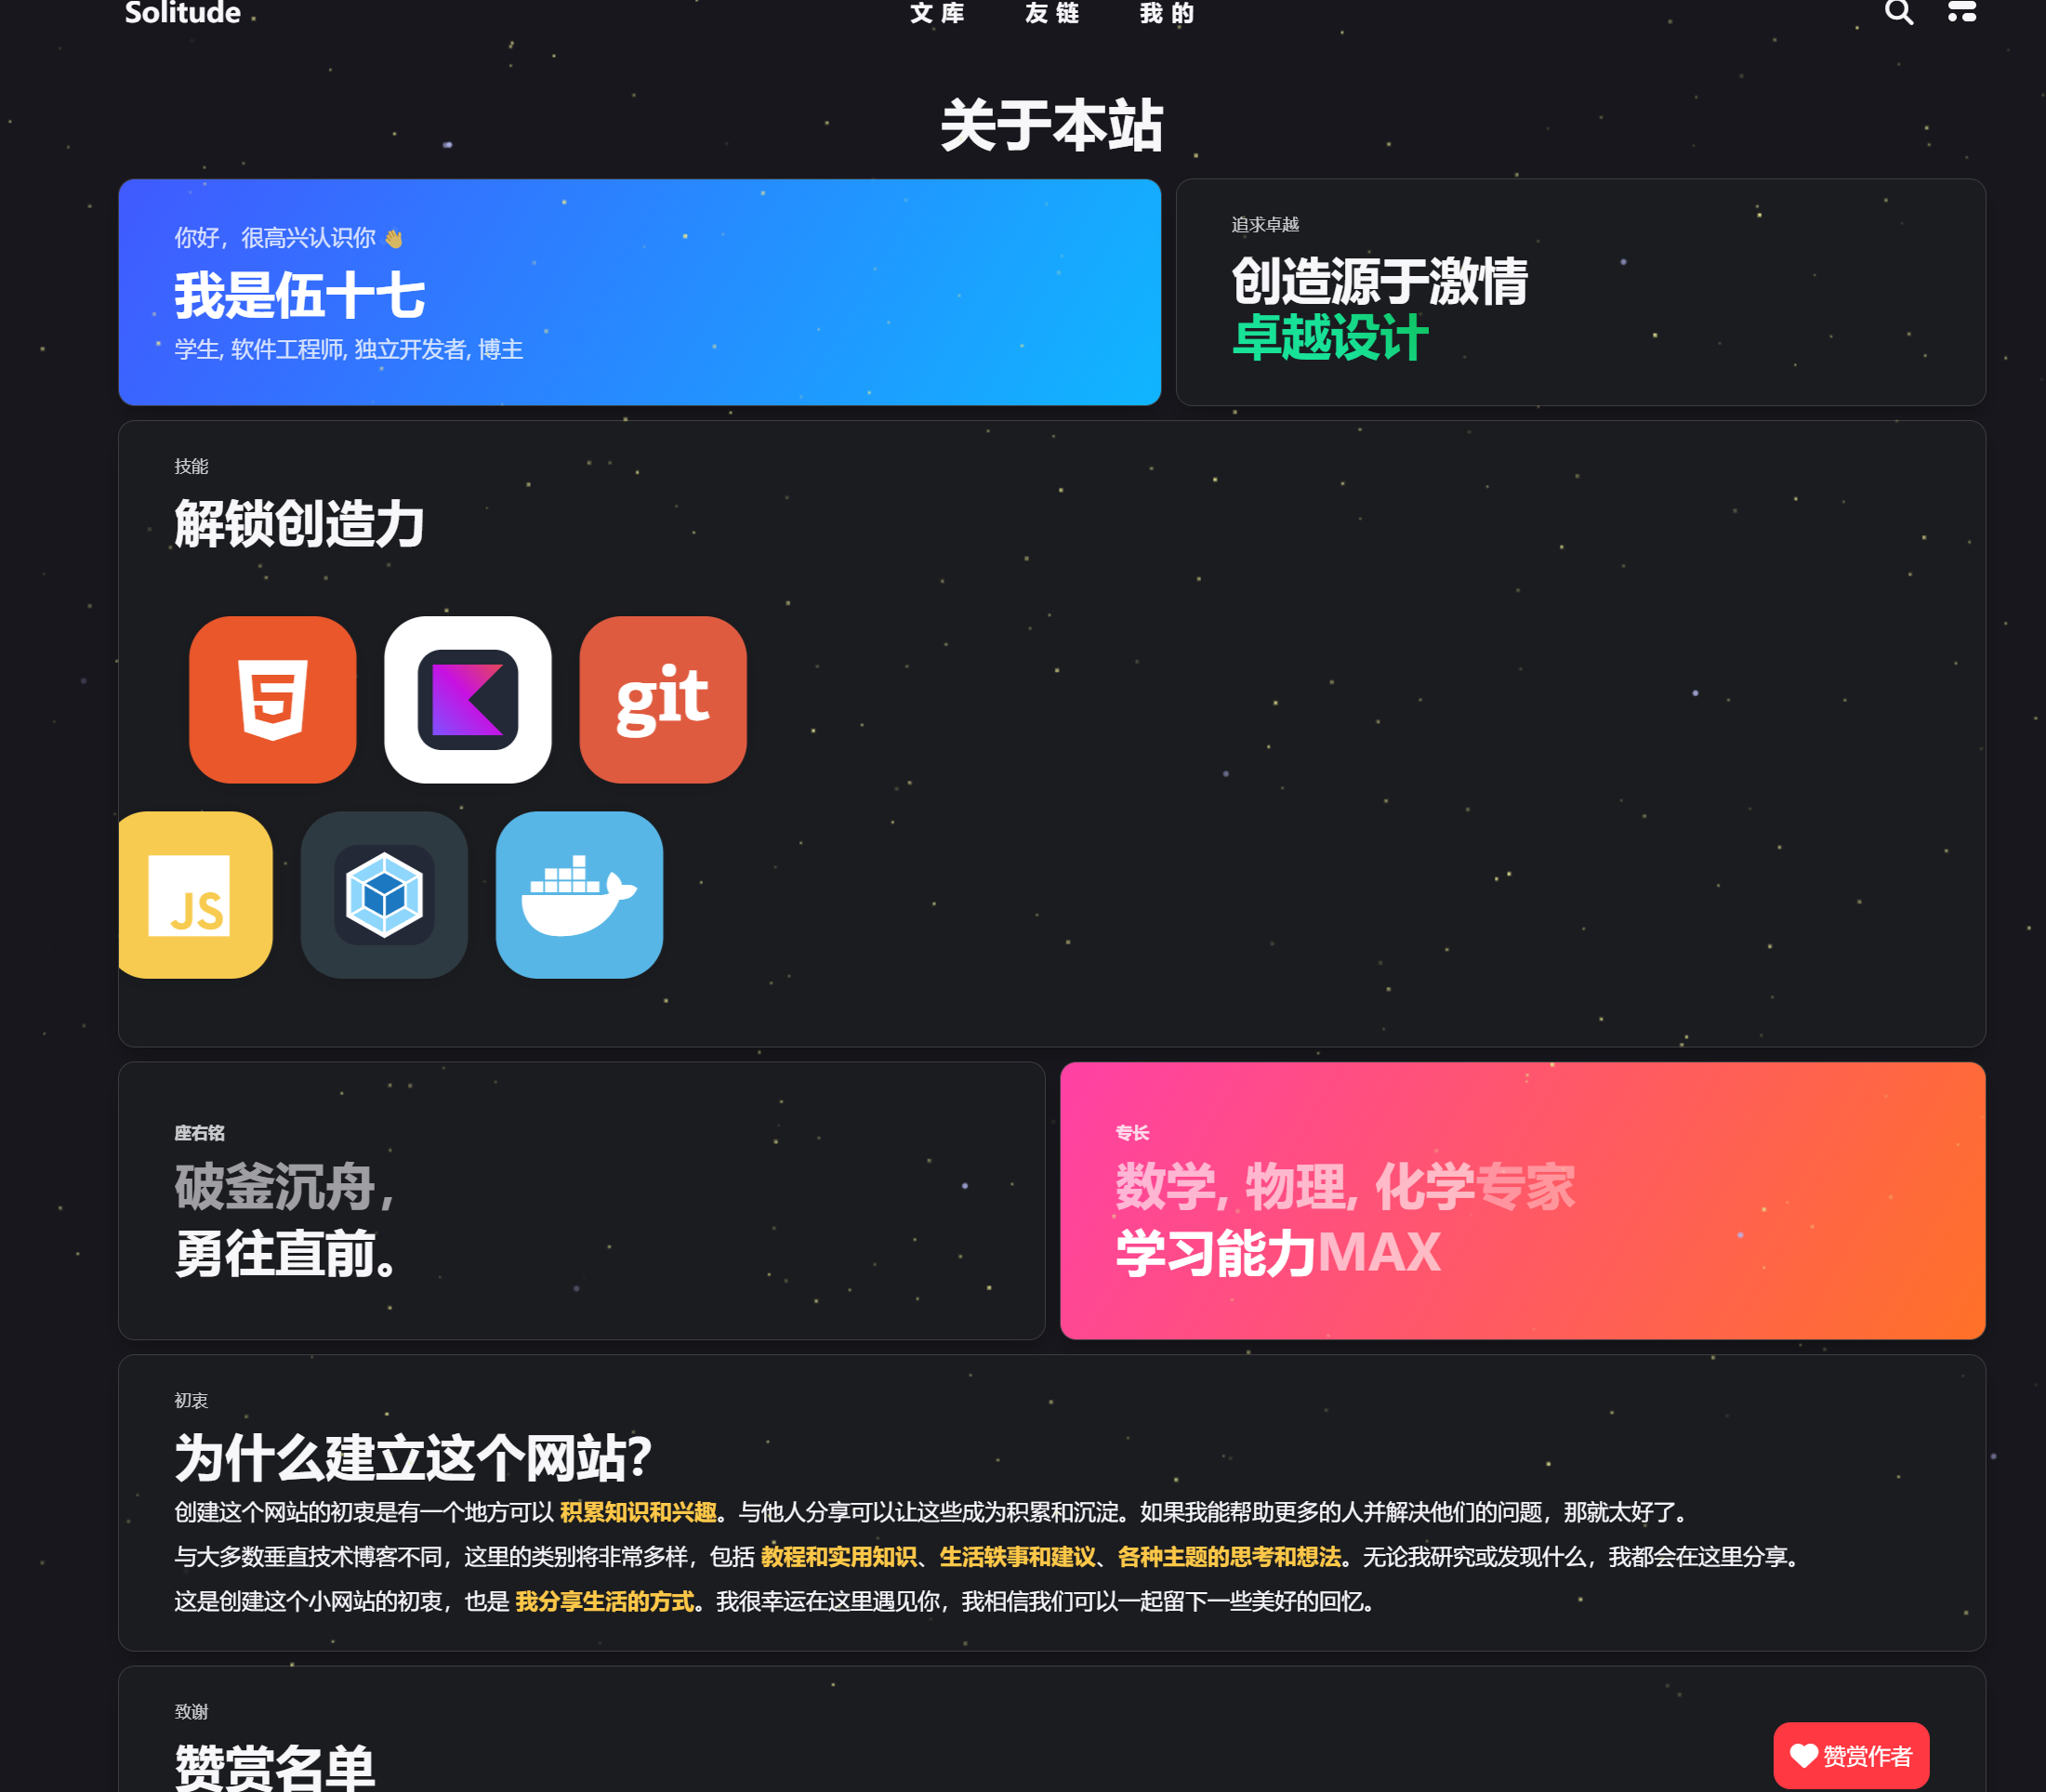 Solitude
文库
友链
我的
关于本站
你好，很高兴认识你👋
我是伍十七
学生, 软件工程师, 独立开发者, 博主
追求卓越
创造源于激情
卓越设计
技能
解锁创造力
git
JS
座右铭
破釜沉舟，
勇往直前。
专长
数学, 物理, 化学专家
学习能力MAX
初衷
为什么建立这个网站？
创建这个网站的初衷是有一个地方可以 积累知识和兴趣。与他人分享可以让这些成为积累和沉淀。如果我能帮助更多的人并解决他们的问题，那就太好了。
与大多数垂直技术博客不同，这里的类别将非常多样，包括 教程和实用知识、生活轶事和建议、各种主题的思考和想法。无论我研究或发现什么，我都会在这里分享。
这是创建这个小网站的初衷，也是 我分享生活的方式。我很幸运在这里遇见你，我相信我们可以一起留下一些美好的回忆。
致谢
赞赏名单
赞赏作者